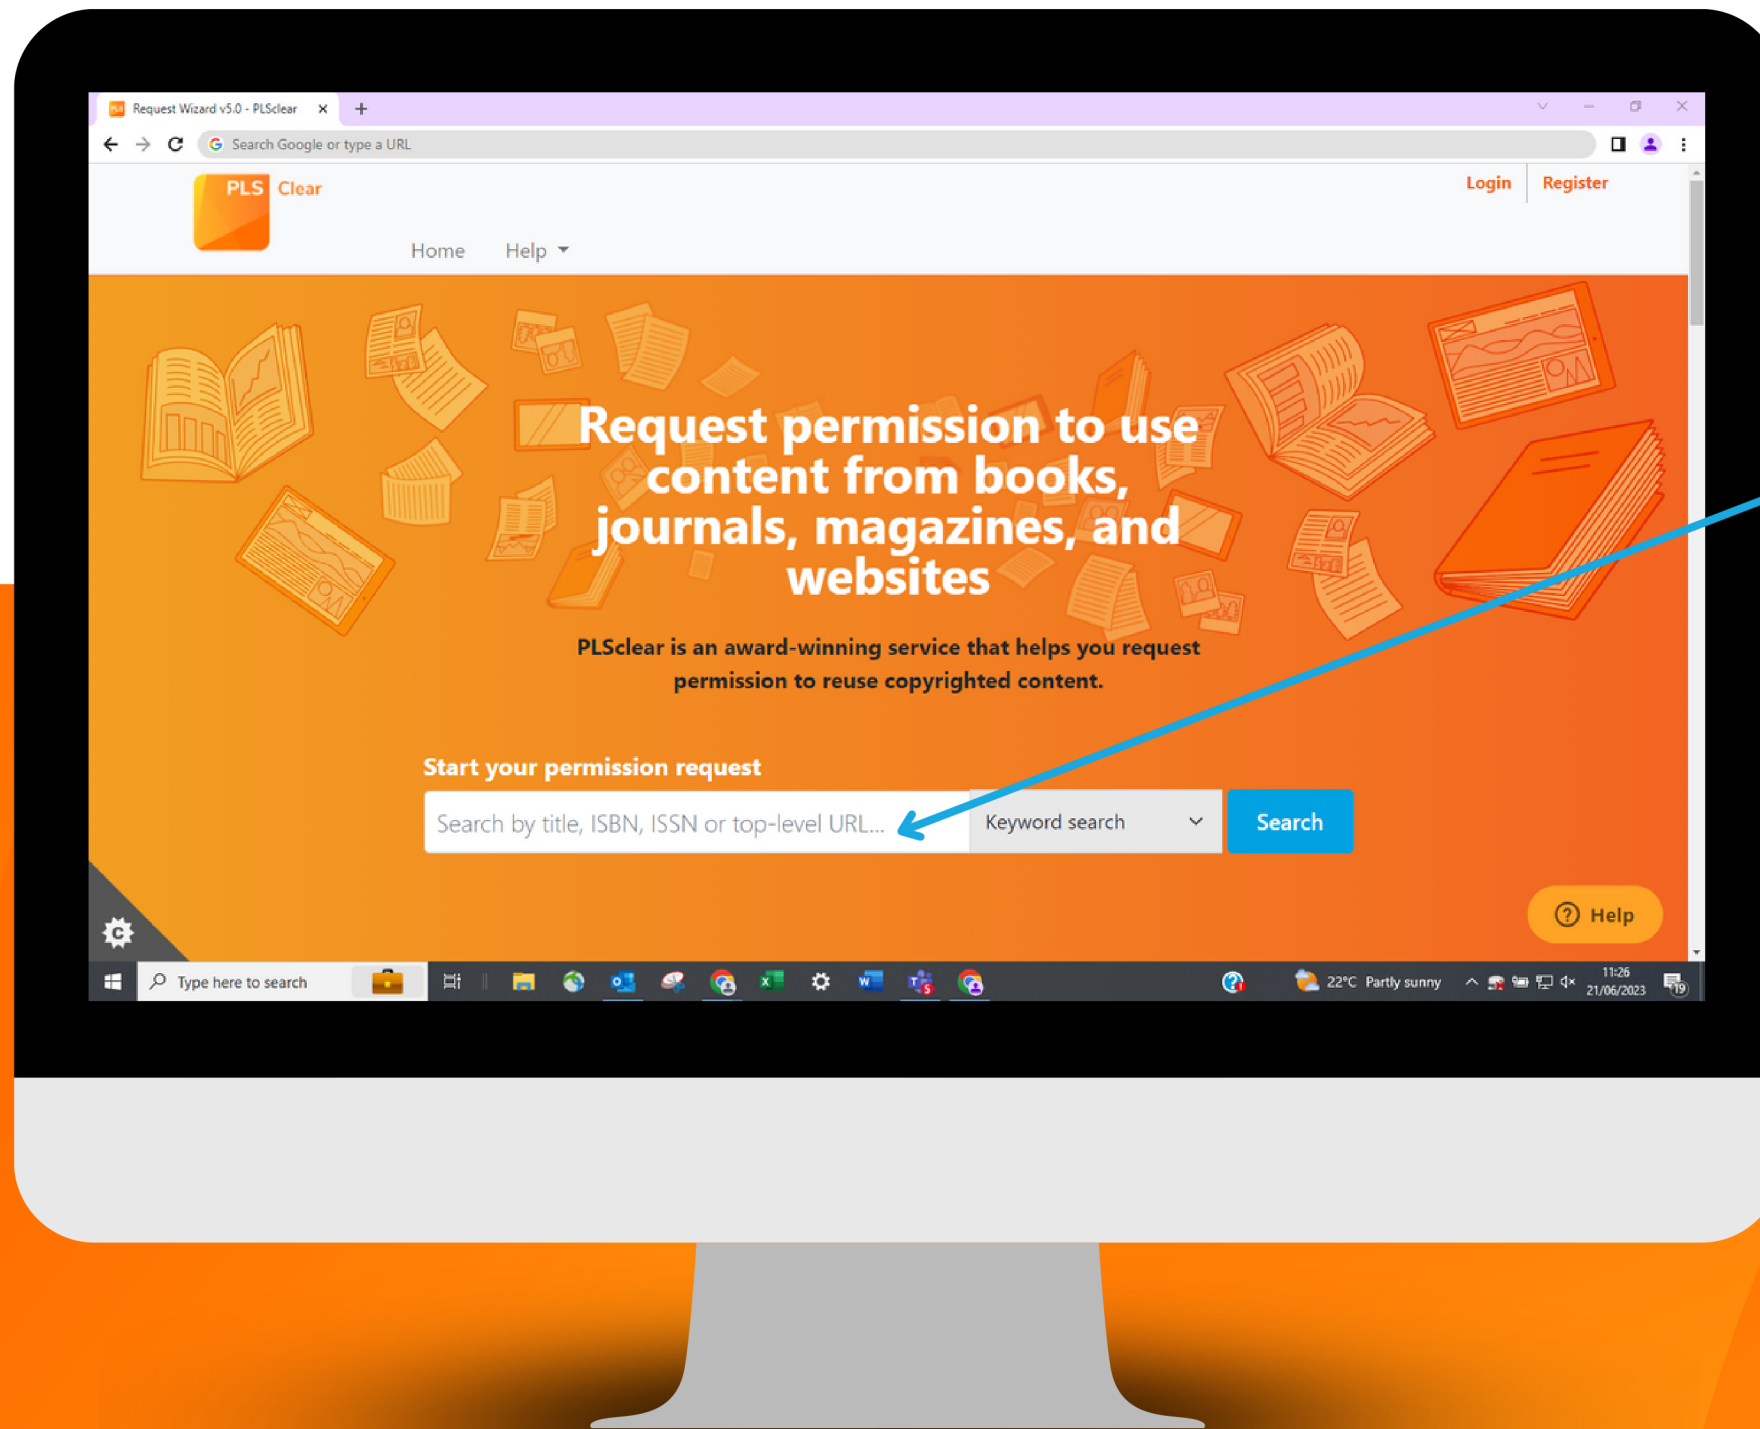 Request Wizard v5.0 - PLSclear
Search Google or type a URL
PLS Clear
Login Register
Home Help
Request permission to use
content from books,
journals, magazines, and
websites
PLSclear is an award-winning service that helps you request
permission to reuse copyrighted content.
Start your permission request
Search by title, ISBN, ISSN or top-level URL...
Keyword search
Search
Help
Type here to search
22°C Partly sunny
11:26
21/06/2023
19